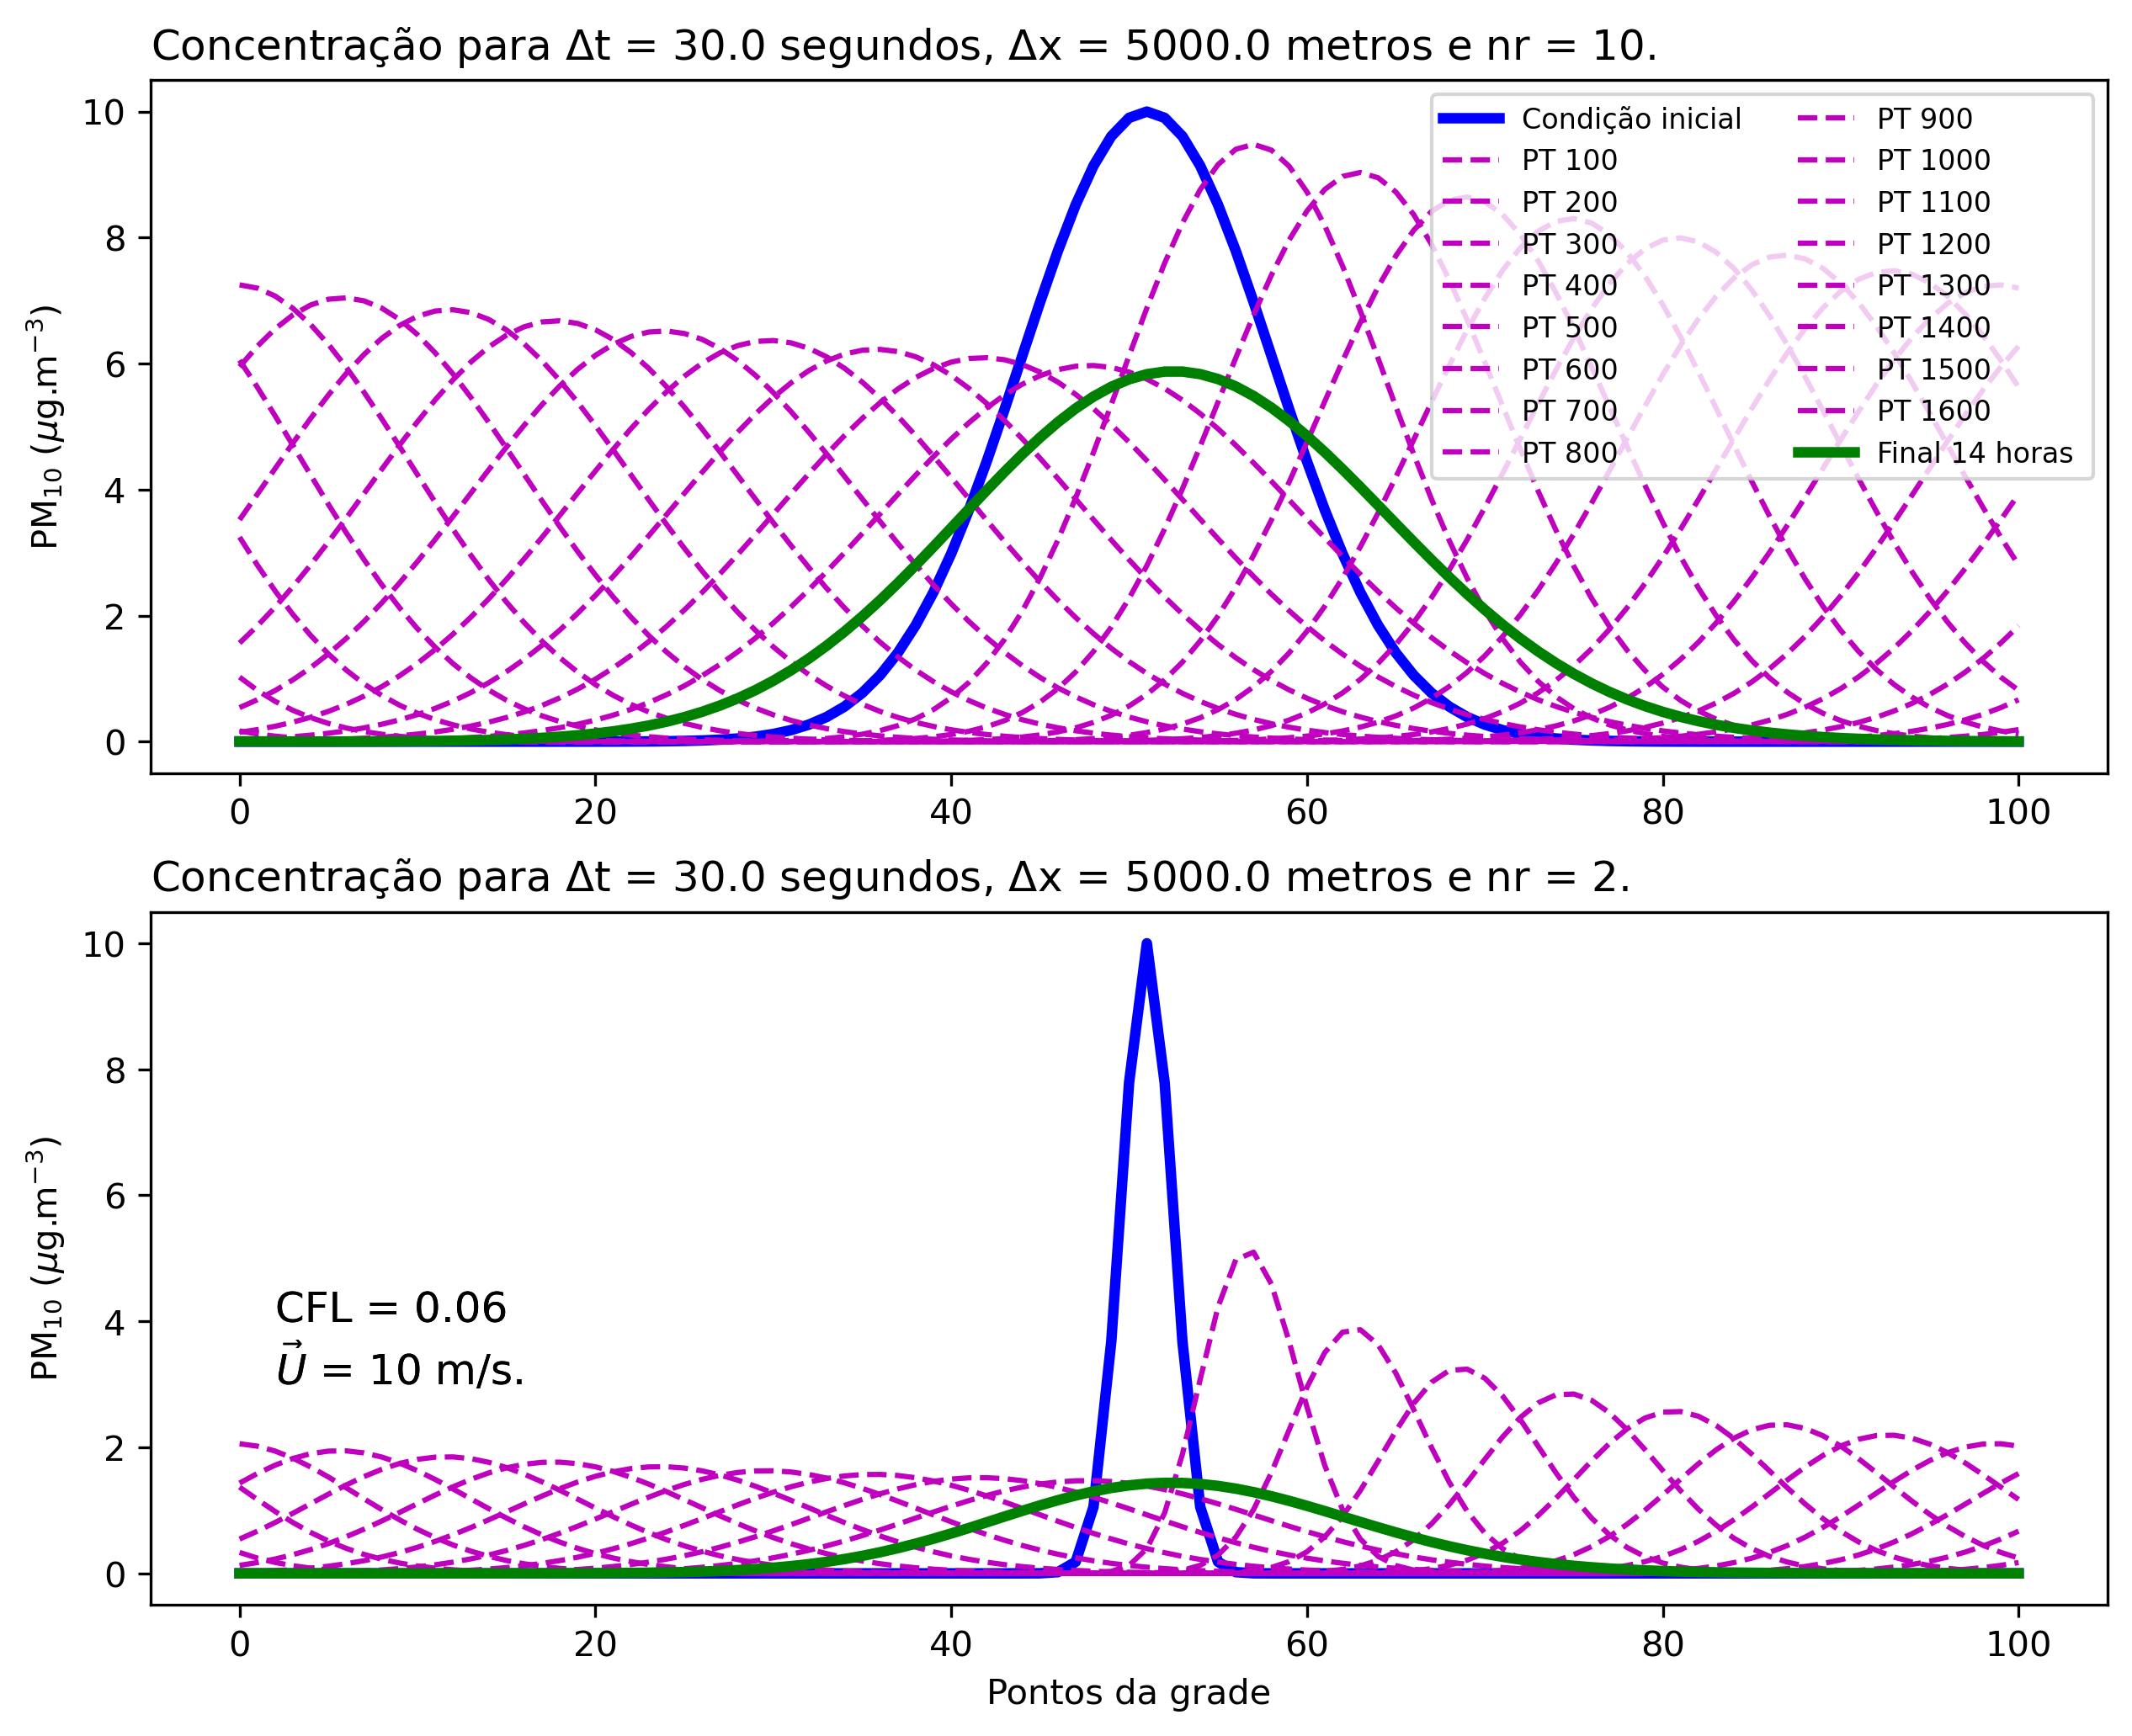 Concentração para Δt = 30.0 segundos, Δx = 5000.0 metros e nr = 10.
PM₁₀ (μg.m⁻³)
10
8
6
4
2
0
0 20 40 60 80 100
Condição inicial
PT 100
PT 200
PT 300
PT 400
PT 500
PT 600
PT 700
PT 800
PT 900
PT 1000
PT 1100
PT 1200
PT 1300
PT 1400
PT 1500
PT 1600
Final 14 horas
Concentração para Δt = 30.0 segundos, Δx = 5000.0 metros e nr = 2.
PM₁₀ (μg.m⁻³)
10
8
6
4
2
0
CFL = 0.06
U⃗ = 10 m/s.
0 20 40 60 80 100
Pontos da grade